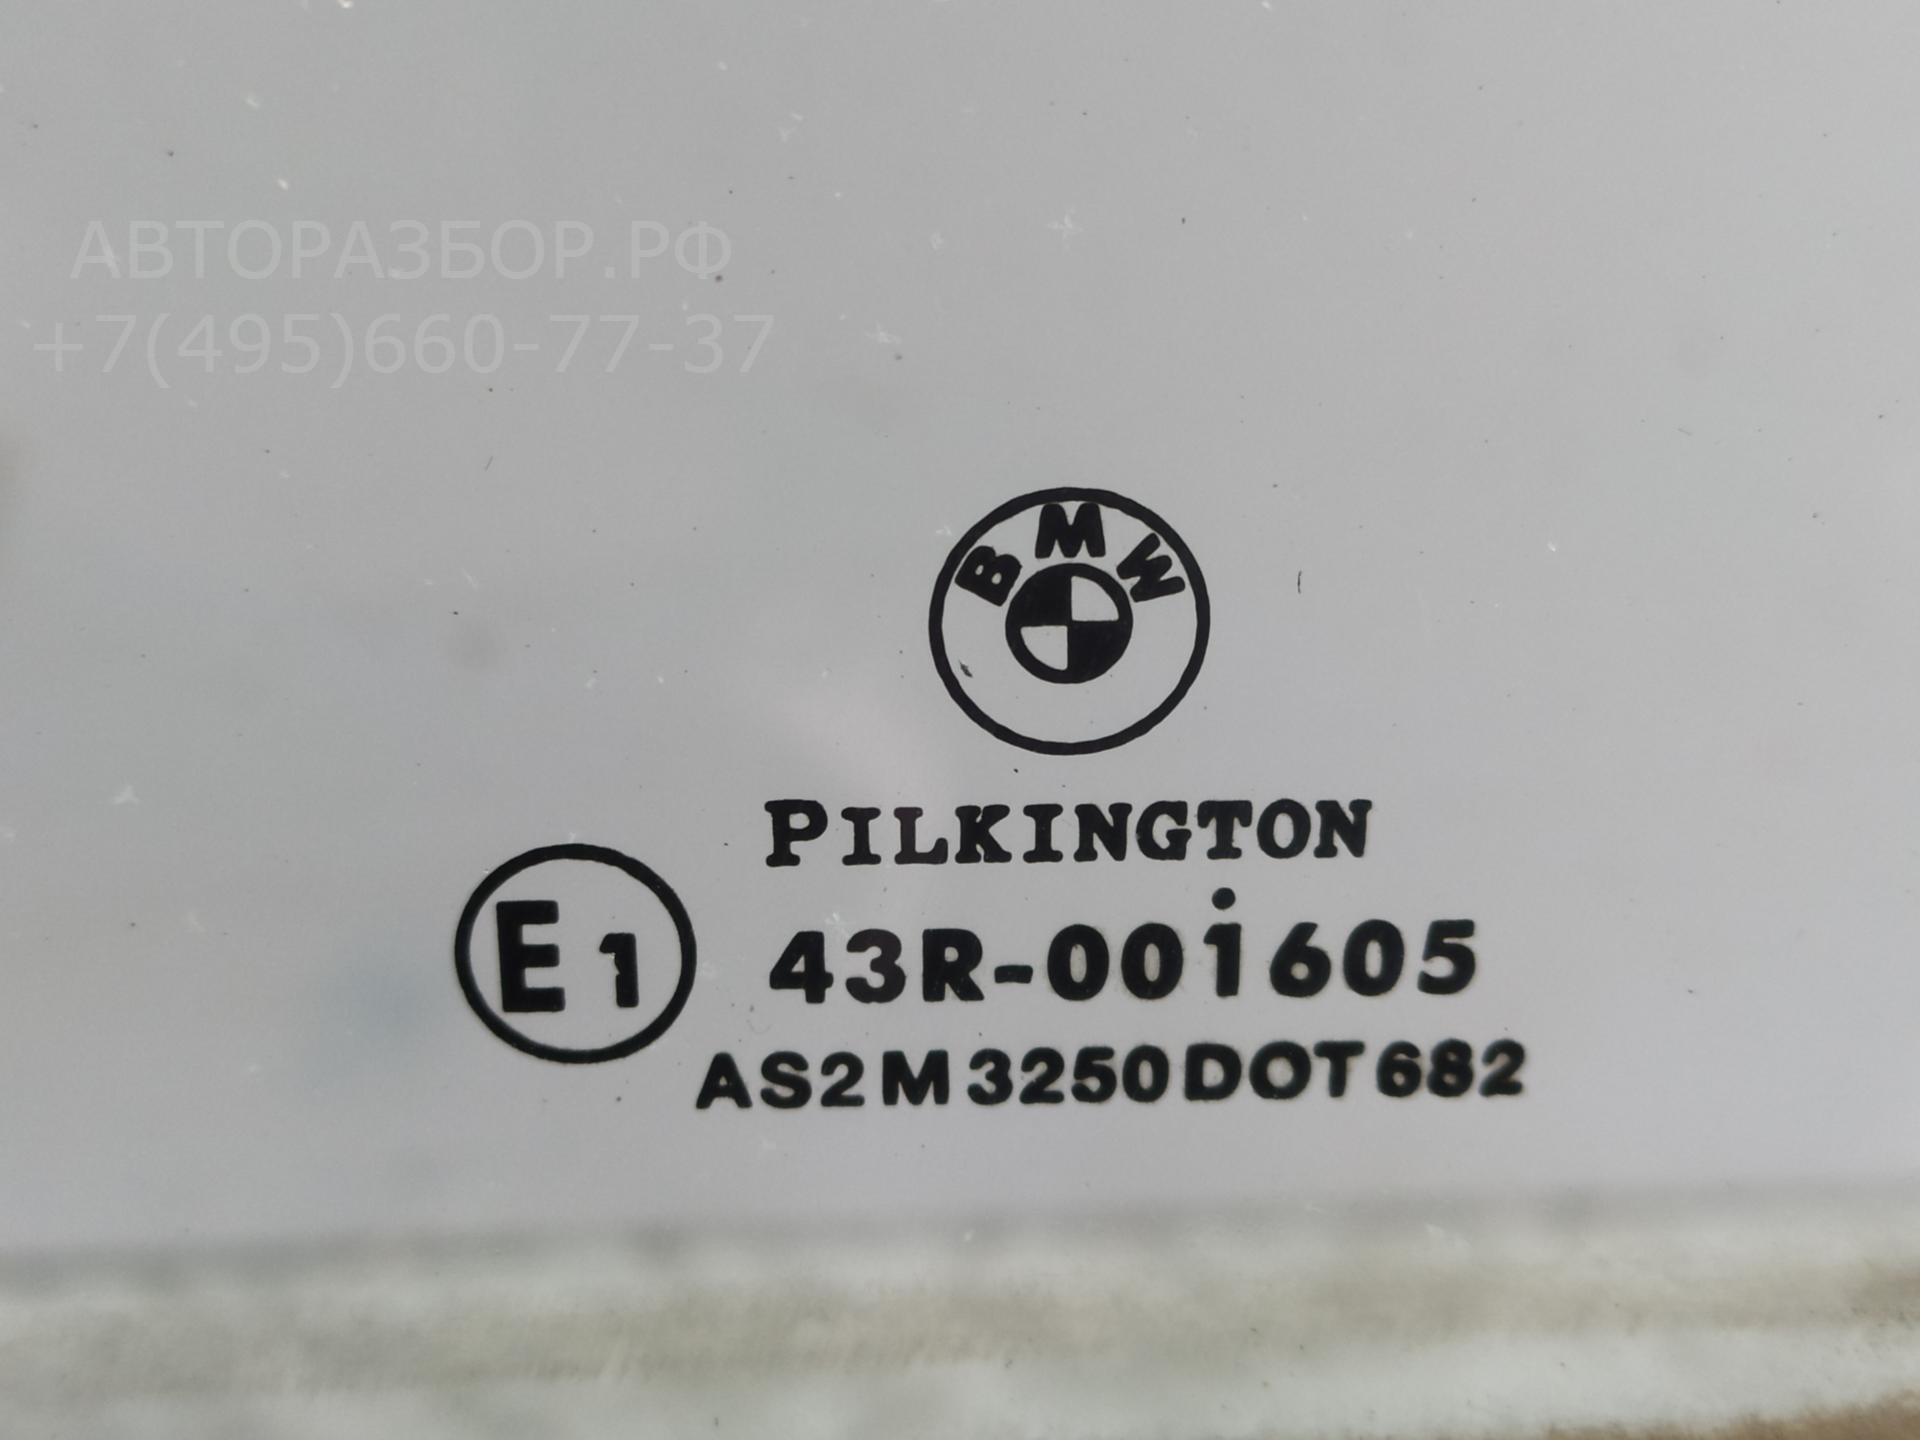 АВТОРАЗБОР.РФ
+7(495)660-77-37
BMW
PILKINGTON
E1
43R-001605
AS2 M3250 DOT682